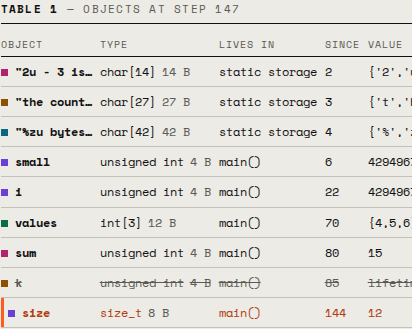 TABLE 1 — OBJECTS AT STEP 147
OBJECT TYPE LIVES IN SINCE VALUE
"2u - 3 is… char[14] 14 B static storage 2 {'2','
"the count… char[27] 27 B static storage 3 {'t','
"%zu bytes… char[42] 42 B static storage 4 {'%','
small unsigned int 4 B main() 6 429496
i unsigned int 4 B main() 22 429496
values int[3] 12 B main() 70 {4,5,6
sum unsigned int 4 B main() 80 15
k unsigned int 4 B main() 85 lifeti
size size_t 8 B main() 144 12